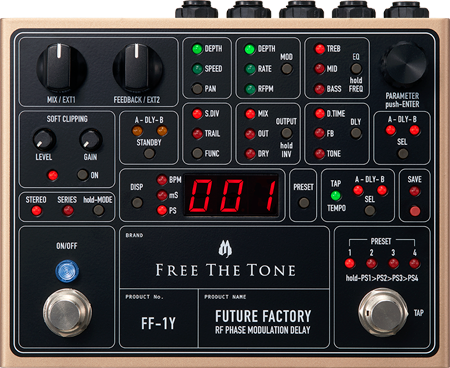 DEPTH
SPEED
PAN
DEPTH
RATE
RFPM
MOD
TREB
MID
BASS
EQ
hold
FREQ
MIX / EXT1
FEEDBACK / EXT2
PARAMETER
push-ENTER
SOFT CLIPPING
LEVEL
GAIN
ON
A - DLY- B
STANDBY
S.DIV
TRAIL
FUNC
MIX
OUT
DRY
OUTPUT
hold
INV
D.TIME
FB
TONE
DLY
A - DLY- B
SEL
STEREO
SERIES
hold-MODE
DISP
BPM
mS
PS
001
PRESET
TAP
TEMPO
A - DLY- B
SEL
SAVE
ON/OFF
BRAND
FREE THE TONE
PRODUCT No.
FF-1Y
PRODUCT NAME
FUTURE FACTORY
RF PHASE MODULATION DELAY
PRESET
1 2 3 4
hold-PS1>PS2>PS3>PS4
TAP